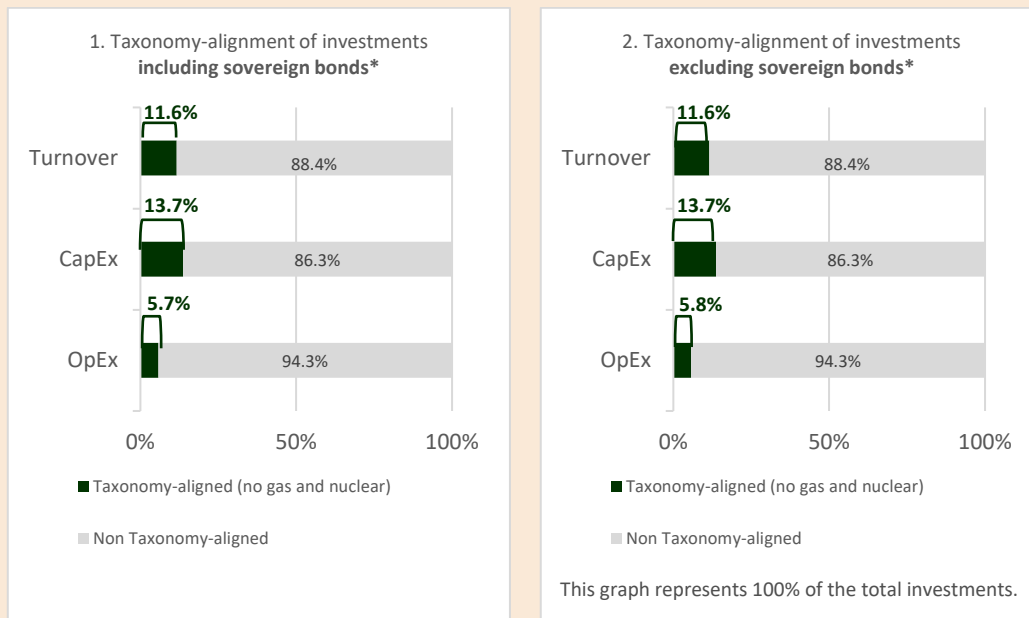 1. Taxonomy-alignment of investments
including sovereign bonds*
11.6%
Turnover
88.4%
13.7%
CapEx
86.3%
5.7%
OpEx
94.3%
0%
50%
100%
Taxonomy-aligned (no gas and nuclear)
Non Taxonomy-aligned
2. Taxonomy-alignment of investments
excluding sovereign bonds*
11.6%
Turnover
88.4%
13.7%
CapEx
86.3%
5.8%
OpEx
94.3%
0%
50%
100%
Taxonomy-aligned (no gas and nuclear)
Non Taxonomy-aligned
This graph represents 100% of the total investments.